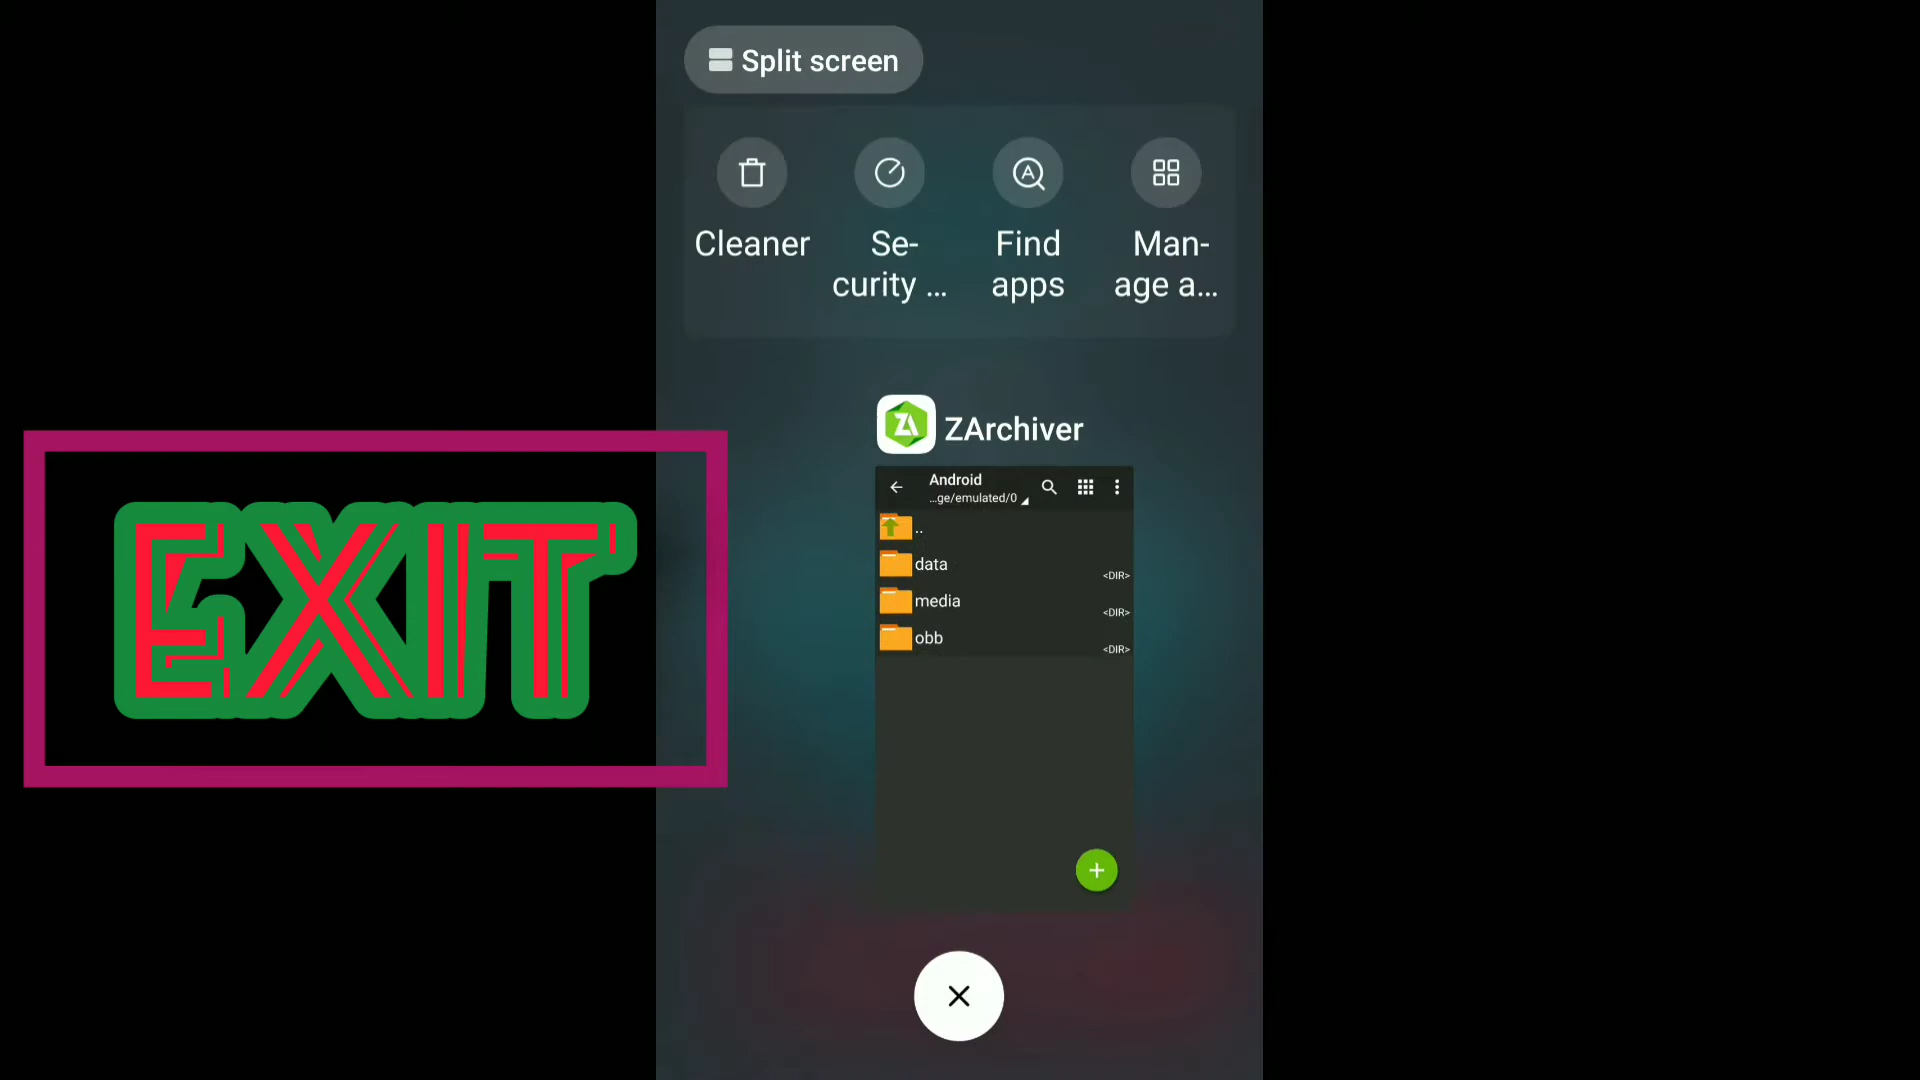 Split screen
Cleaner
Se-
curity ...
Find
apps
Man-
age a...
ZArchiver
Android
...ge/emulated/0
..
data
<DIR>
media
<DIR>
obb
<DIR>
EXIT